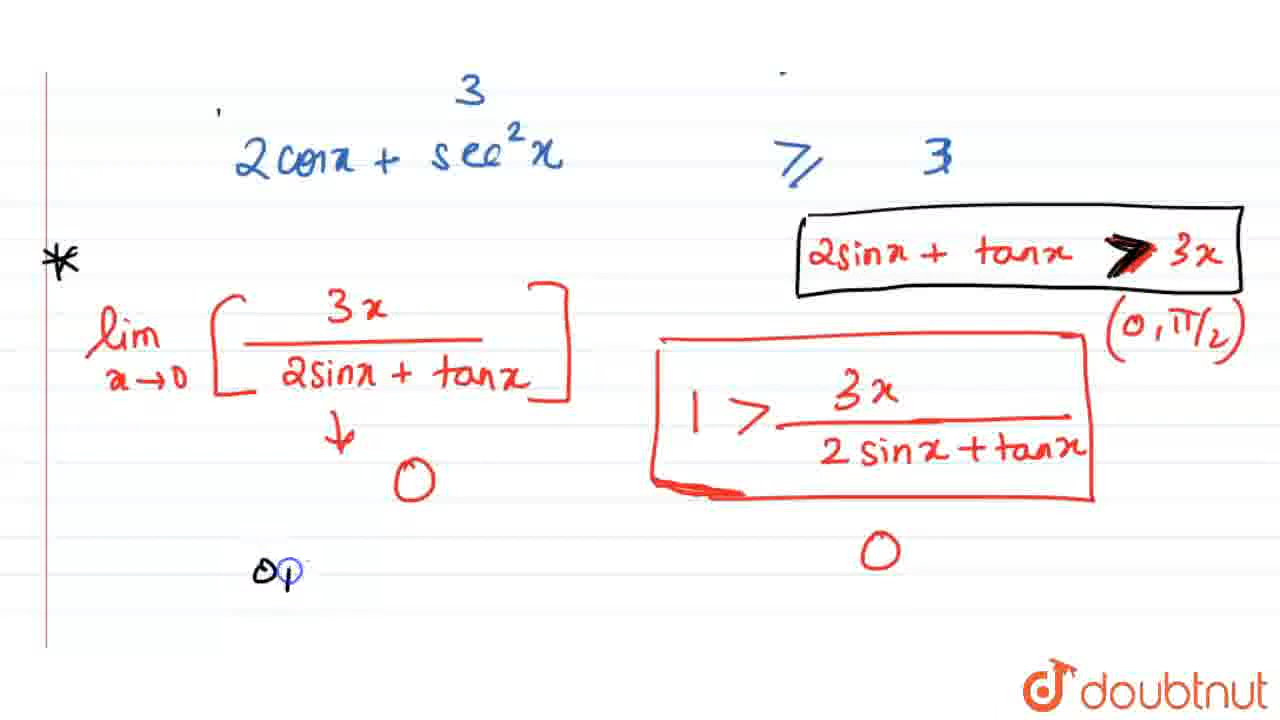 3
2cosx + sec²x ≥ 3
2sinx + tanx > 3x
(0, π/2)
*
lim x→0 [3x / 2sinx + tanx]
↓
0
1 > 3x / 2sinx + tanx
0
Op
doubtnut